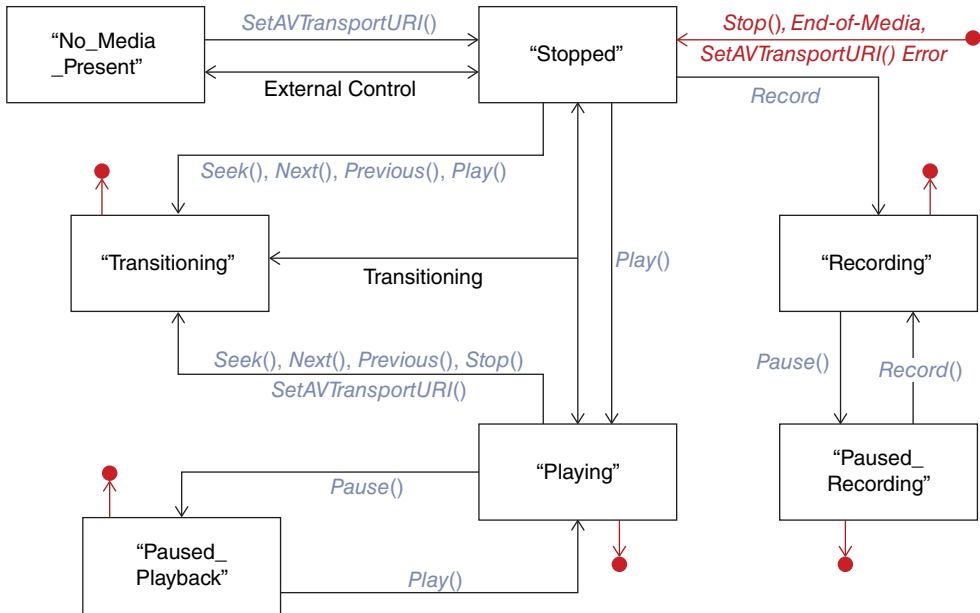 “No_Media
_Present”
SetAVTransportURI()
External Control
“Stopped”
Stop(), End-of-Media,
SetAVTransportURI() Error
Record
Seek(), Next(), Previous(), Play()
“Transitioning”
Transitioning
Play()
“Recording”
Seek(), Next(), Previous(), Stop()
SetAVTransportURI()
Pause()
Record()
“Playing”
“Paused_
Recording”
Pause()
“Paused_
Playback”
Play()